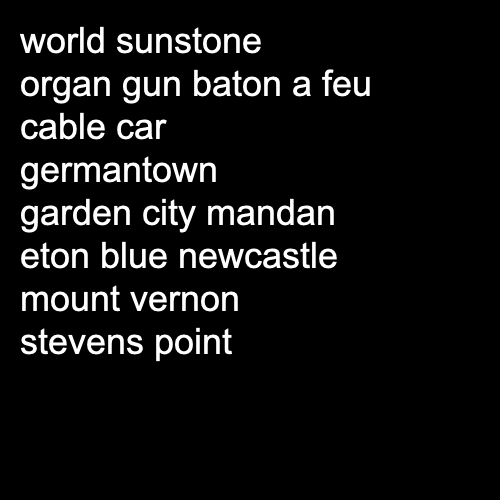 world sunstone
organ gun baton a feu
cable car
germantown
garden city mandan
eton blue newcastle
mount vernon
stevens point